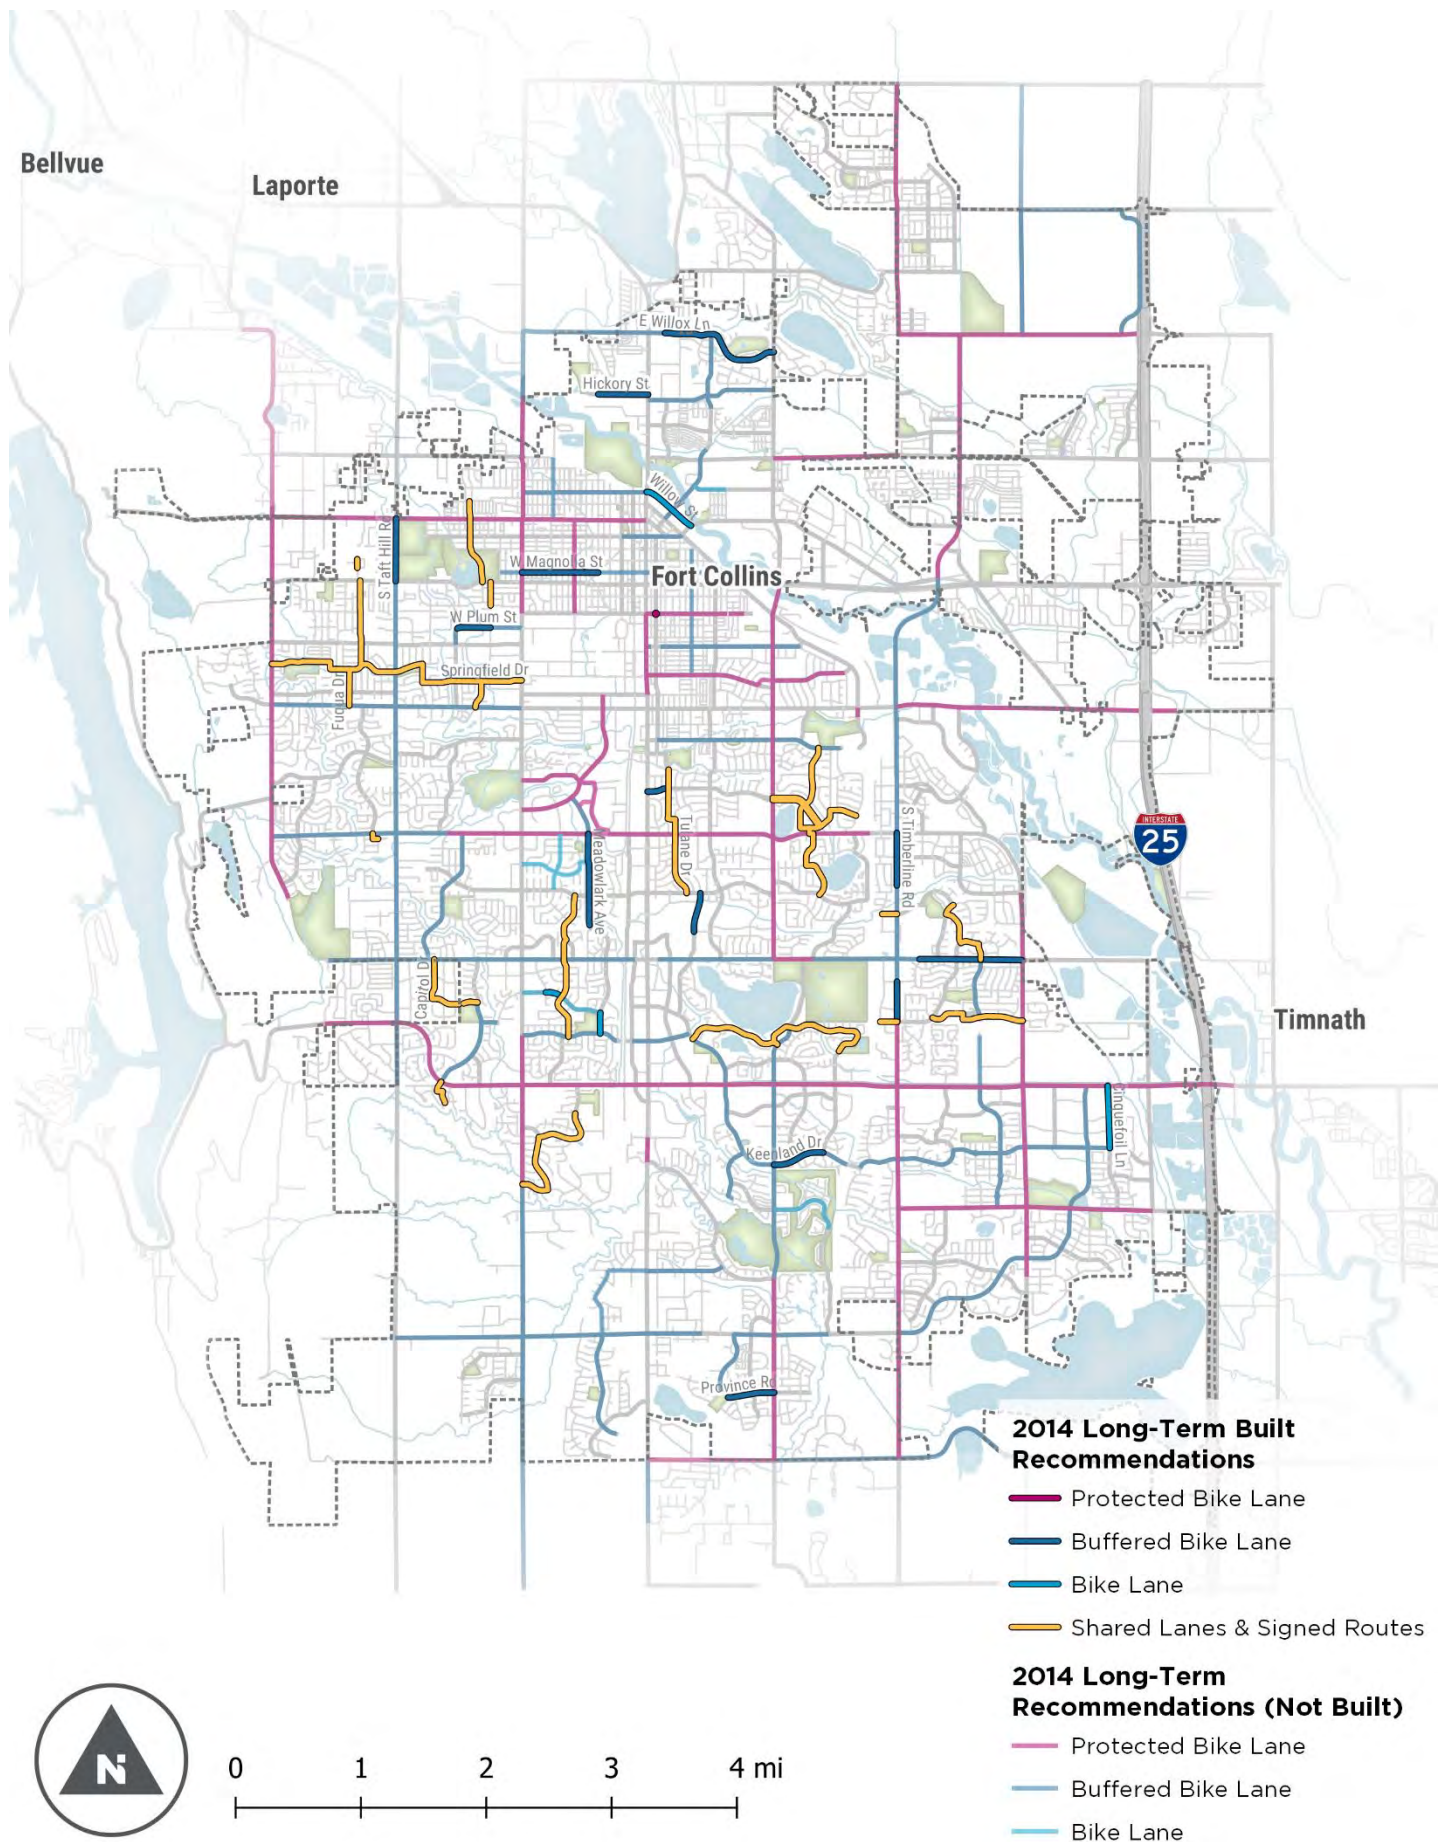 Bellvue
Laporte
E Willox Ln
Hickory St
Willow St
S Taft Hill Rd
W Magnolia St
Fort Collins
W Plum St
Springfield Dr
Fuqua Dr
INTERSTATE
25
S Timberline Rd
Tulane Dr
Meadowlark Ave
Capitol Dr
Timnath
Cinquefoil Ln
Keenland Dr
Province Rd
2014 Long-Term Built
Recommendations
Protected Bike Lane
Buffered Bike Lane
Bike Lane
Shared Lanes & Signed Routes
2014 Long-Term
Recommendations (Not Built)
Protected Bike Lane
Buffered Bike Lane
Bike Lane
N
0 1 2 3 4 mi